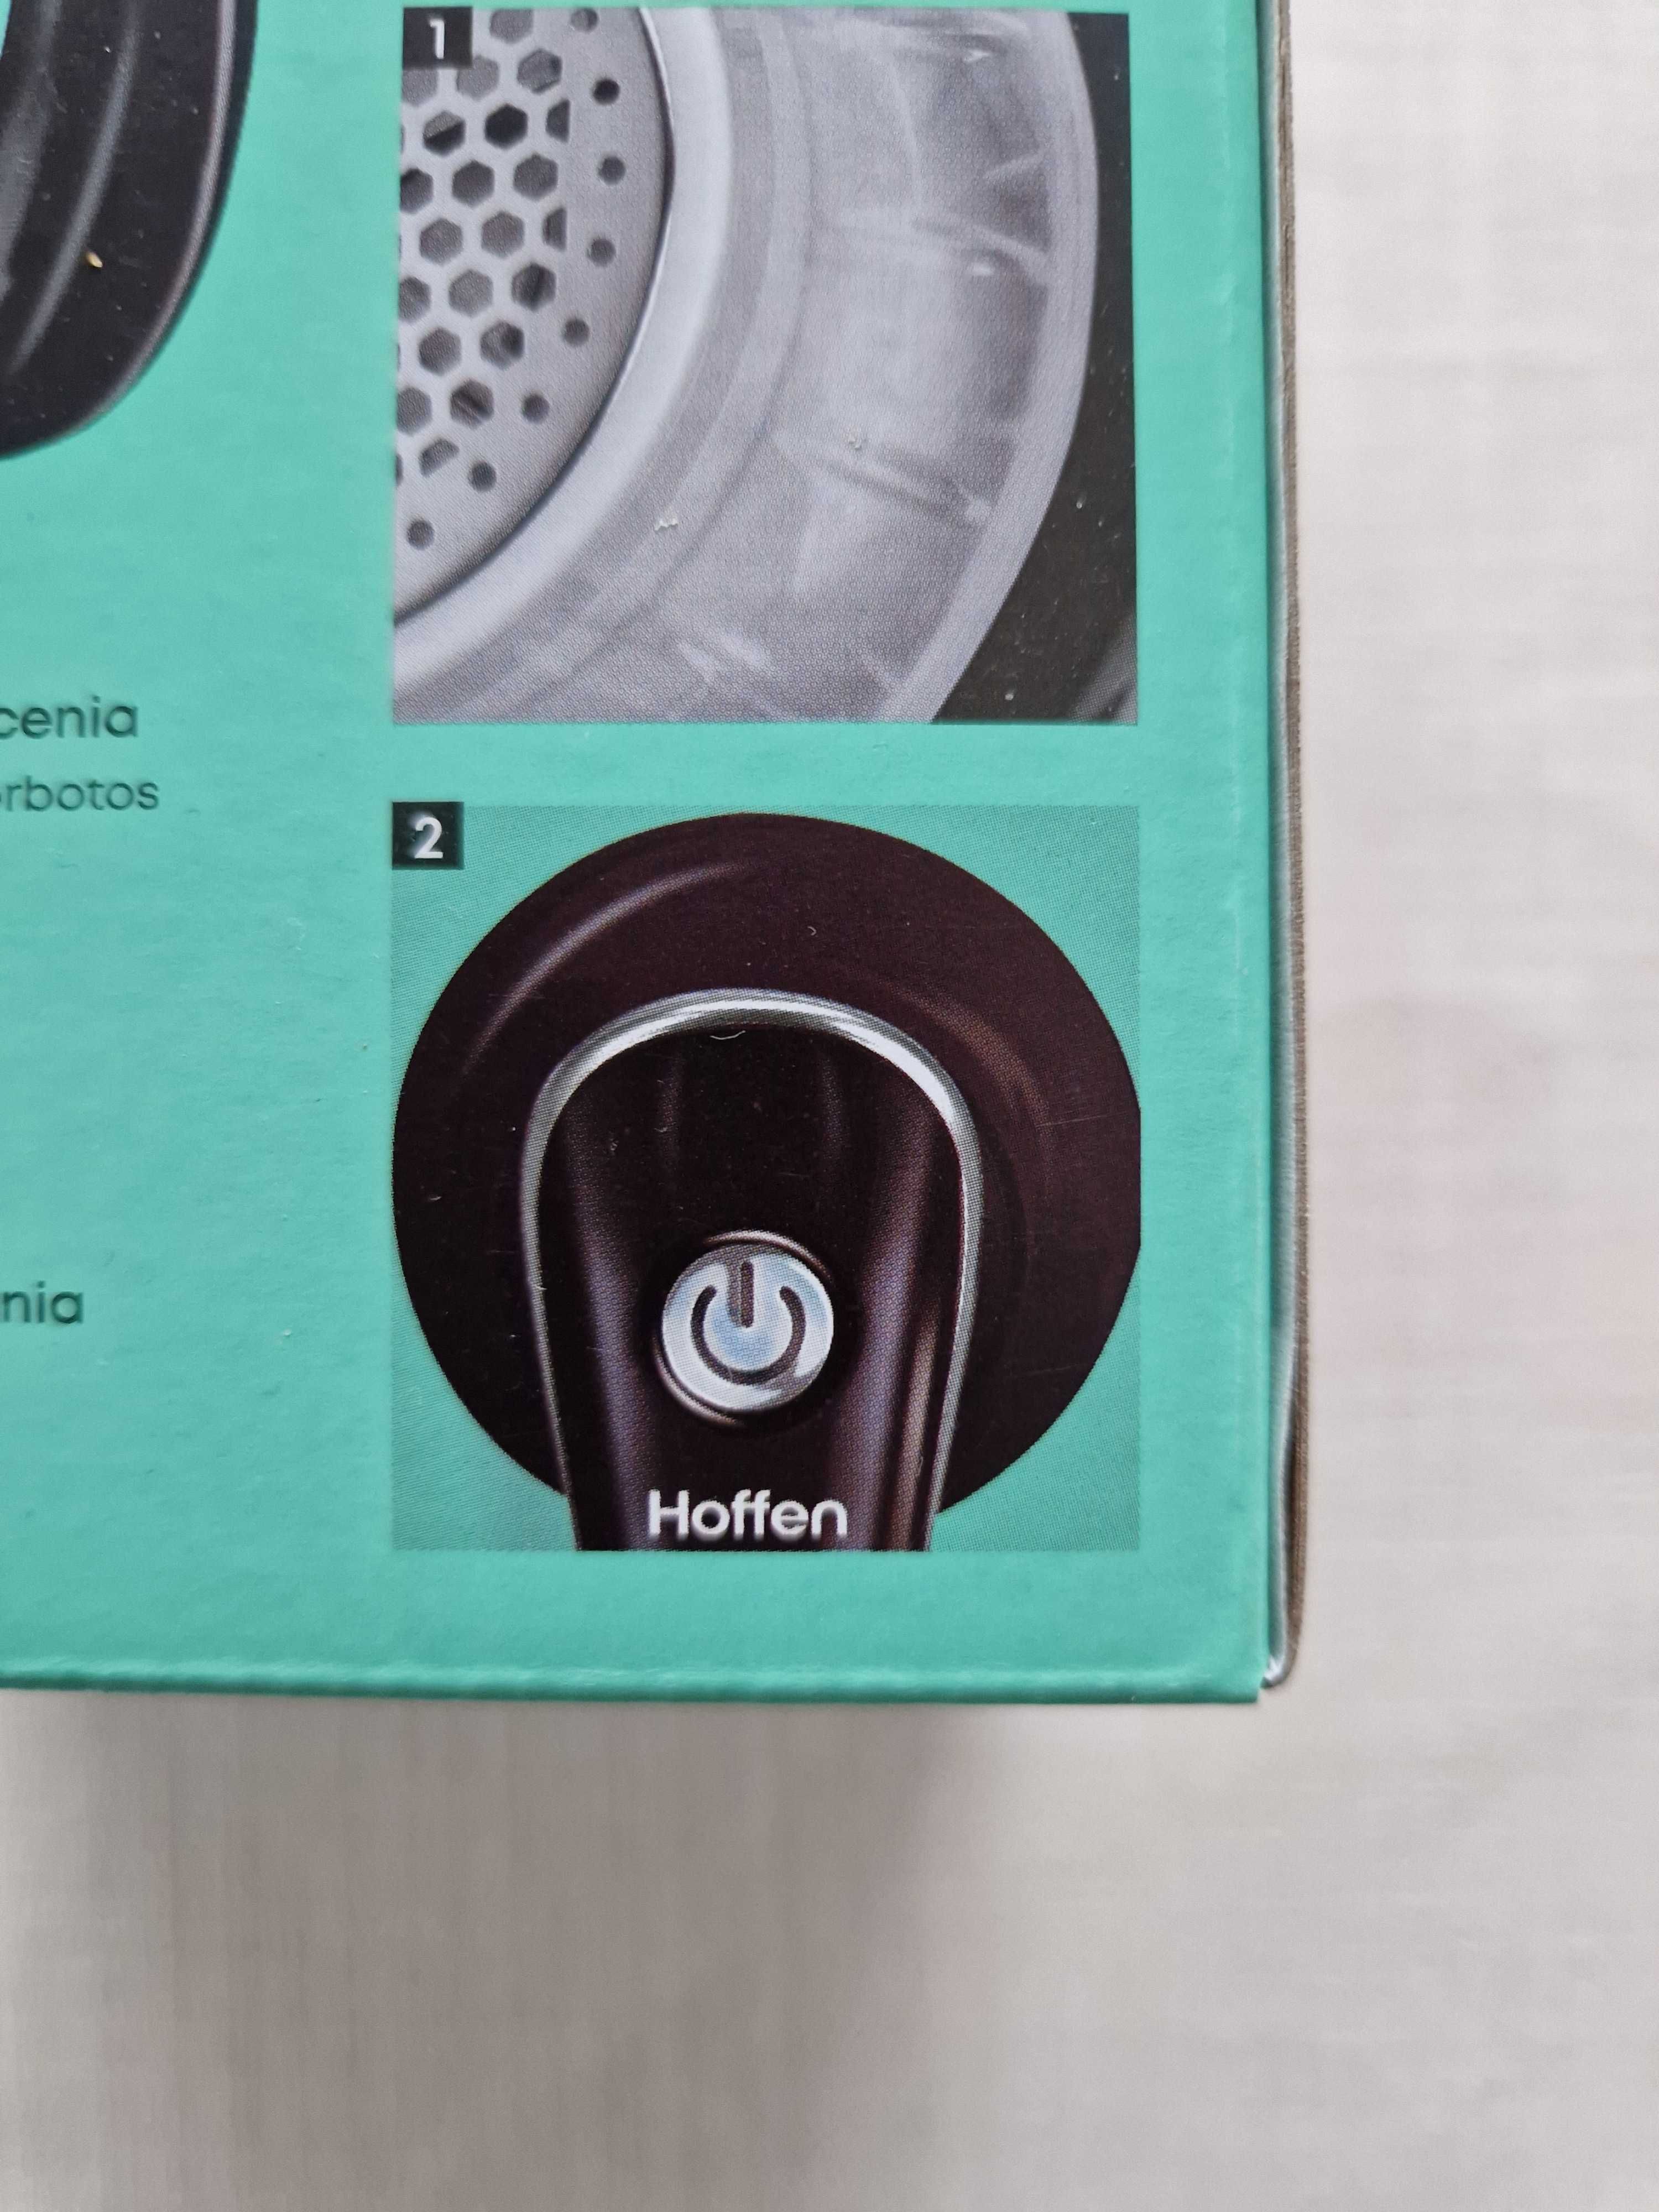 1
cenia
orbotos
2
nia
Hoffen